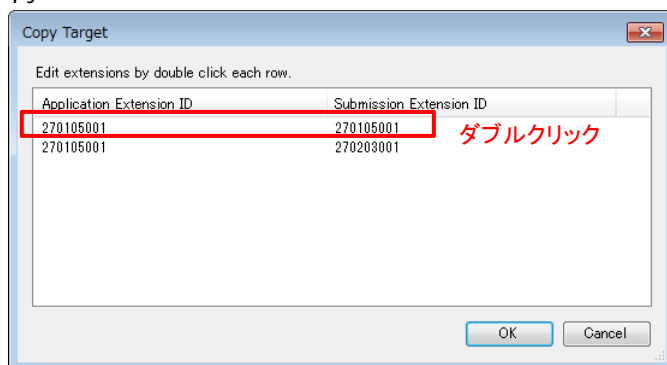 Copy Target
Edit extensions by double click each row.
Application Extension ID Submission Extension ID
270105001 270105001 ダブルクリック
270105001 270203001
OK Cancel